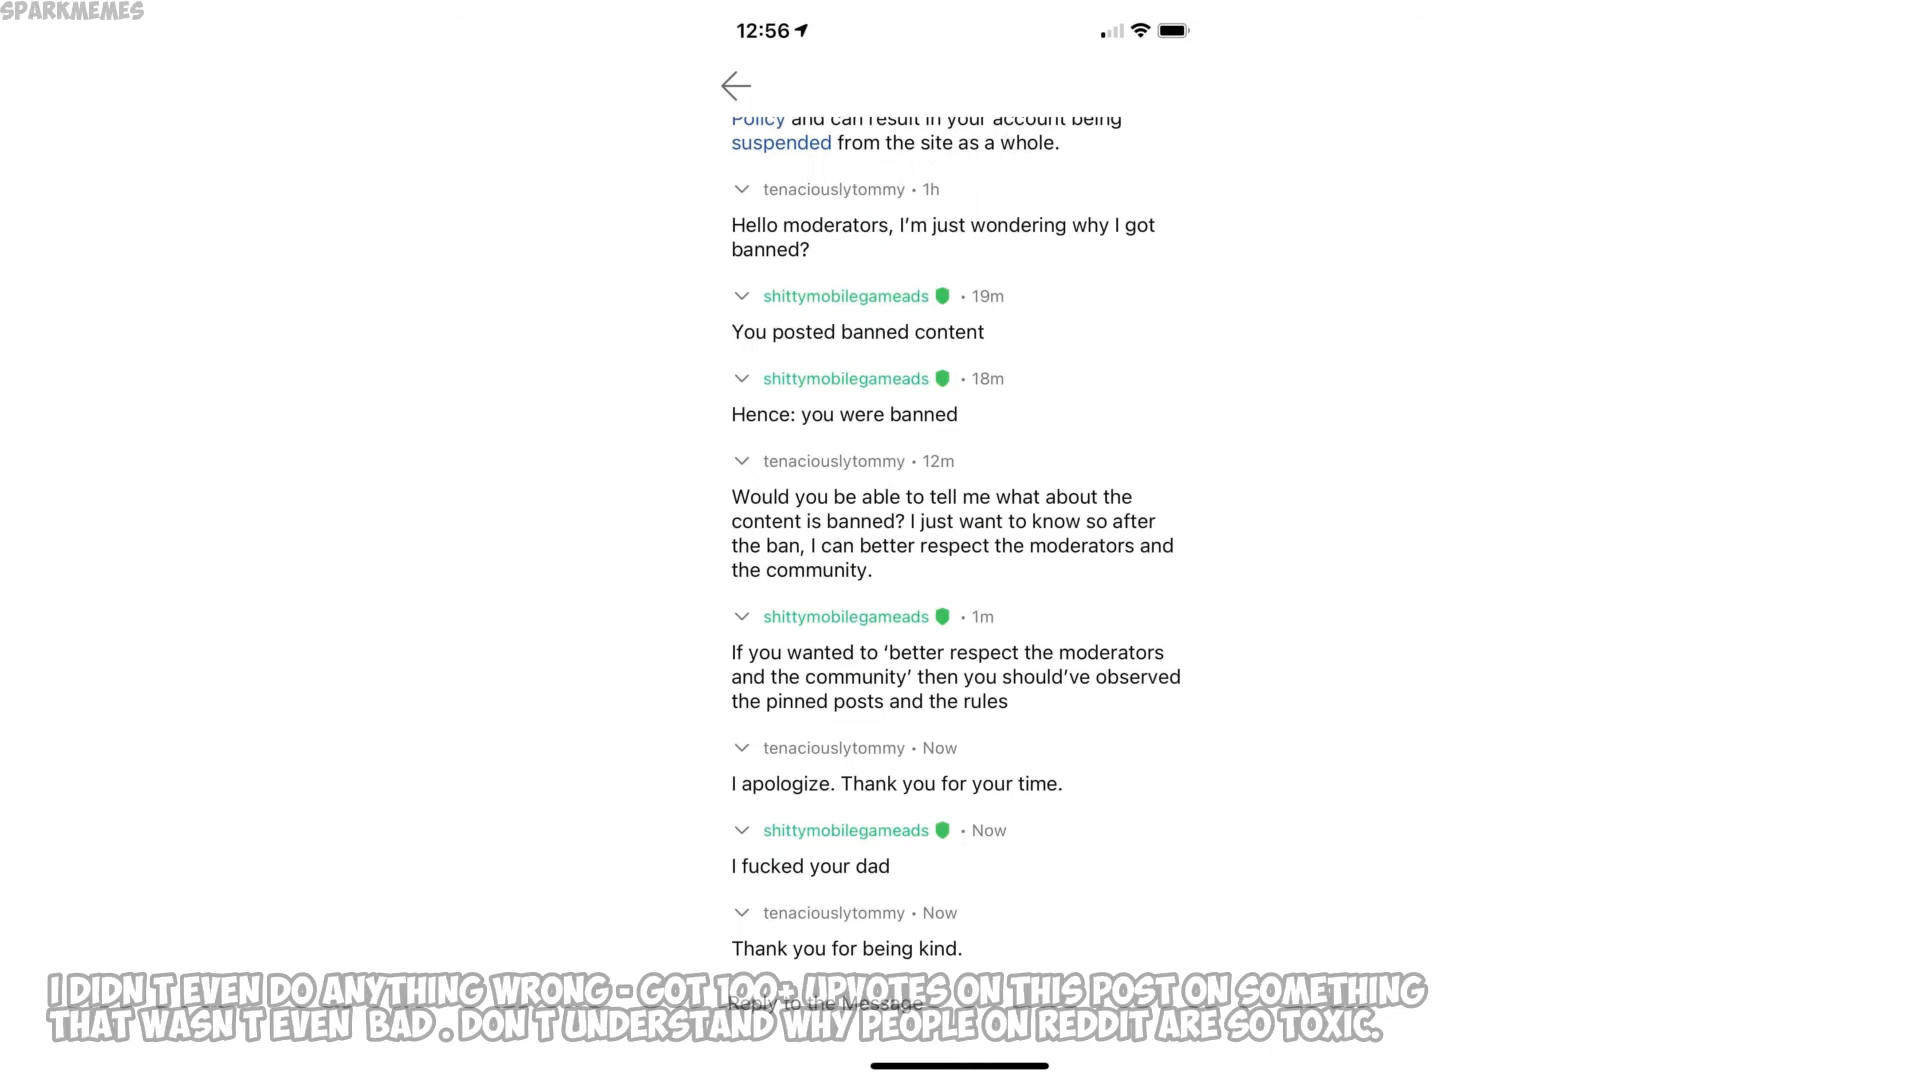 SPARKMEMES
12:56
Policy and can result in your account being
suspended from the site as a whole.
tenaciouslytommy • 1h
Hello moderators, I'm just wondering why I got
banned?
shittymobilegameads • 19m
You posted banned content
shittymobilegameads • 18m
Hence: you were banned
tenaciouslytommy • 12m
Would you be able to tell me what about the
content is banned? I just want to know so after
the ban, I can better respect the moderators and
the community.
shittymobilegameads • 1m
If you wanted to ‘better respect the moderators
and the community’ then you should’ve observed
the pinned posts and the rules
tenaciouslytommy • Now
I apologize. Thank you for your time.
shittymobilegameads • Now
I fucked your dad
tenaciouslytommy • Now
Thank you for being kind.
Reply to the Message
I DIDN T EVEN DO ANYTHING WRONG - GOT 100+ UPVOTES ON THIS POST ON SOMETHING
THAT WASN T EVEN BAD . DON T UNDERSTAND WHY PEOPLE ON REDDIT ARE SO TOXIC.